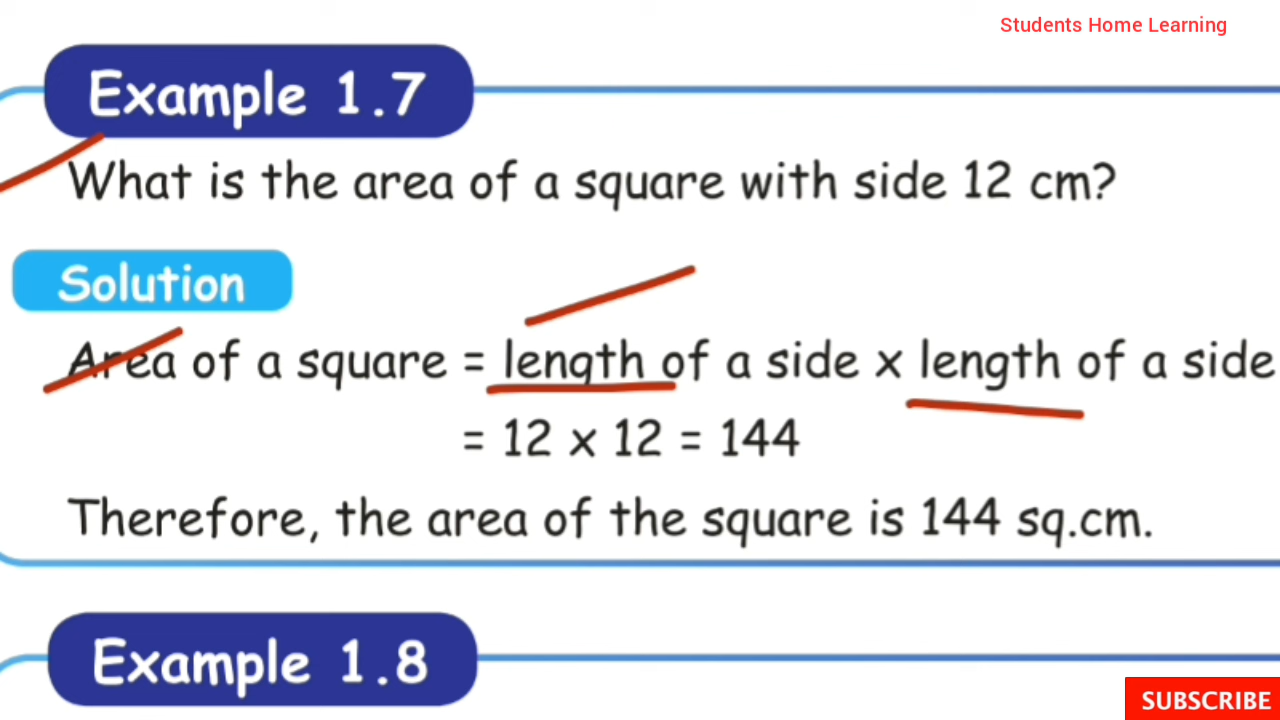 Students Home Learning
Example 1.7
What is the area of a square with side 12 cm?
Solution
Area of a square = length of a side x length of a side
= 12 x 12 = 144
Therefore, the area of the square is 144 sq.cm.
Example 1.8
SUBSCRIBE